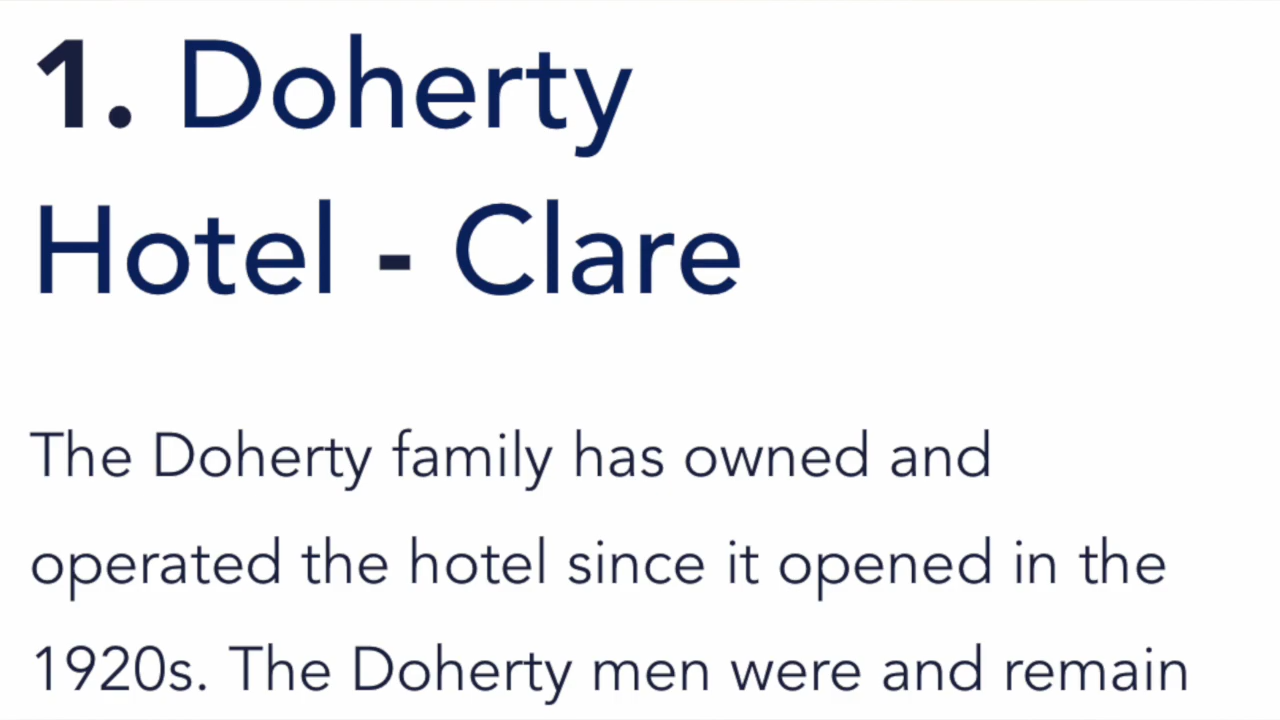 1. Doherty
Hotel - Clare
The Doherty family has owned and
operated the hotel since it opened in the
1920s. The Doherty men were and remain